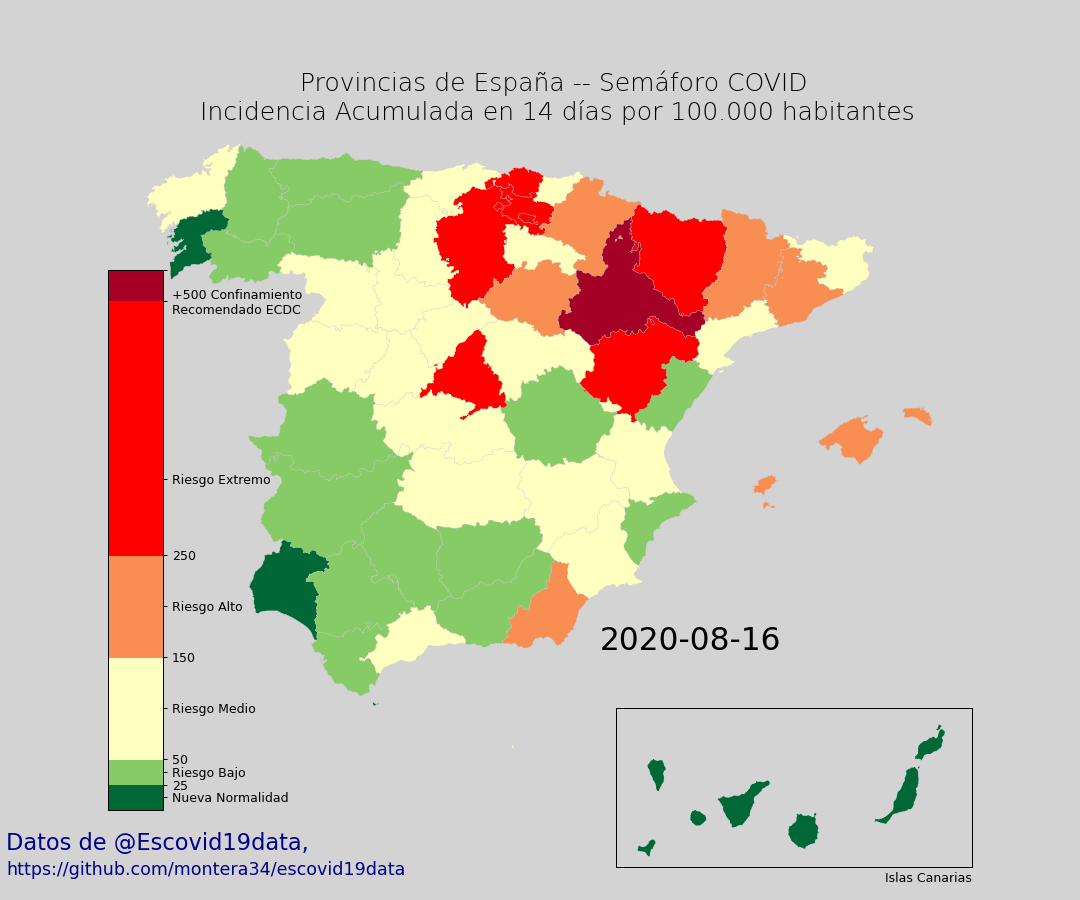 Provincias de España -- Semáforo COVID
Incidencia Acumulada en 14 días por 100.000 habitantes
+500 Confinamiento
Recomendado ECDC
Riesgo Extremo
250
Riesgo Alto
150
Riesgo Medio
50
Riesgo Bajo
25
Nueva Normalidad
2020-08-16
Datos de @Escovid19data,
https://github.com/montera34/escovid19data
Islas Canarias